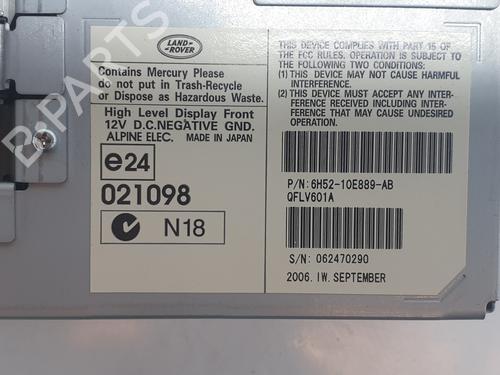 LAND-
ROVER
Contains Mercury Please
do not put in Trash-Recycle
or Dispose as Hazardous Waste.
High Level Display Front
12V D.C.NEGATIVE GND.
ALPINE ELEC. MADE IN JAPAN
e24
021098
N18
THIS DEVICE COMPLIES WITH PART 15 OF
THE FCC RULES. OPERATION IS SUBJECT TO
THE FOLLOWING TWO CONDITIONS:
(1) THIS DEVICE MAY NOT CAUSE HARMFUL
INTERFERENCE.
(2) THIS DEVICE MUST ACCEPT ANY INTER-
FERENCE RECEIVED INCLUDING INTER-
FERENCE THAT MAY CAUSE UNDESIRED
OPERATION.
P/N:6H52-10E889-AB
QFLV601A
S/N: 062470290
2006. IW. SEPTEMBER
B-PARTS